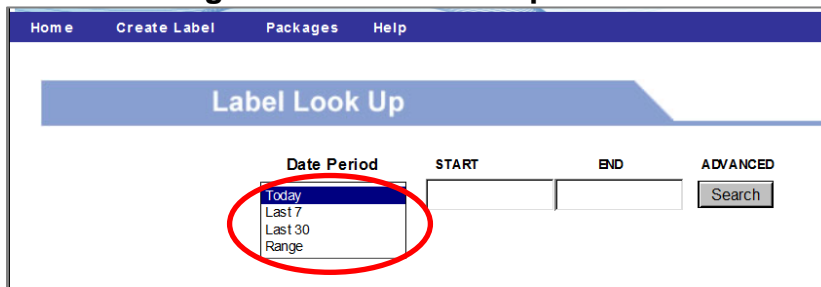 Home Create Label Packages Help
Label Look Up
Date Period START END ADVANCED
Today
Search
Last 7
Last 30
Range